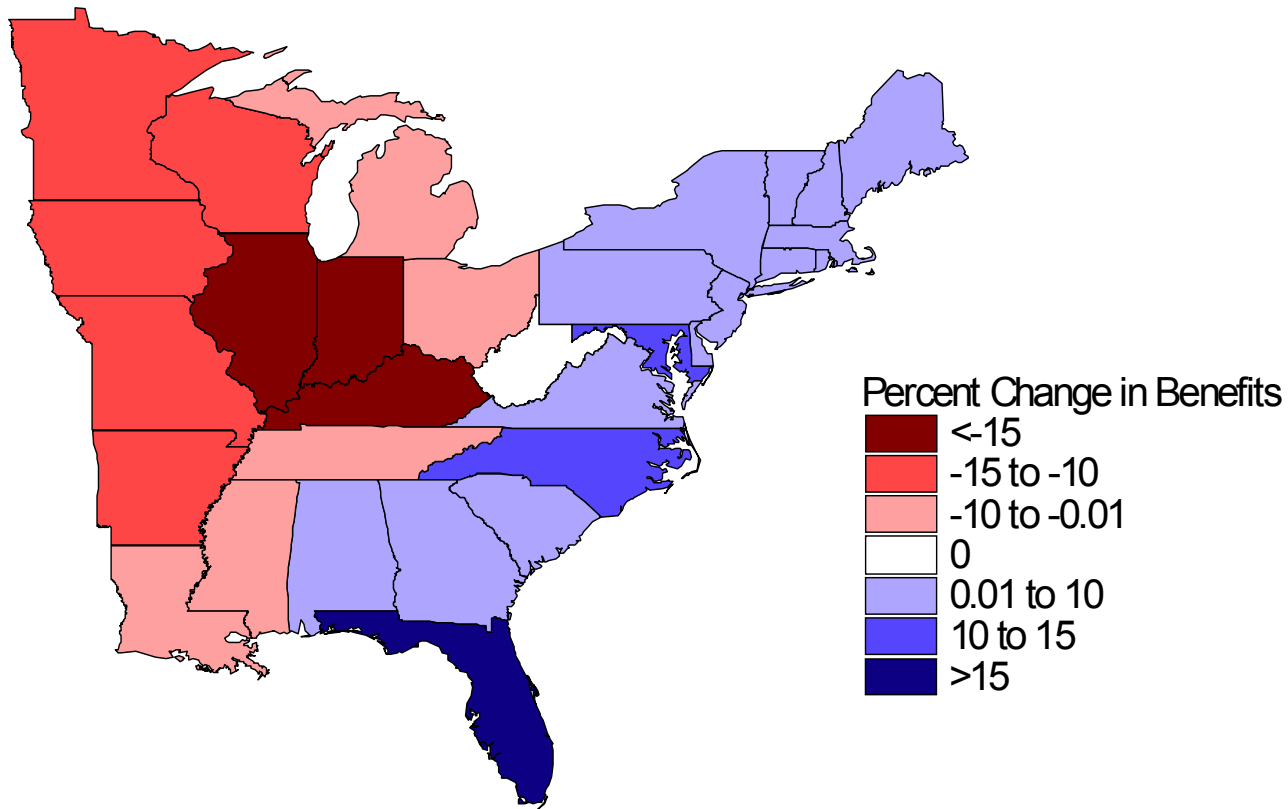 Percent Change in Benefits
<-15
-15 to -10
-10 to -0.01
0
0.01 to 10
10 to 15
>15